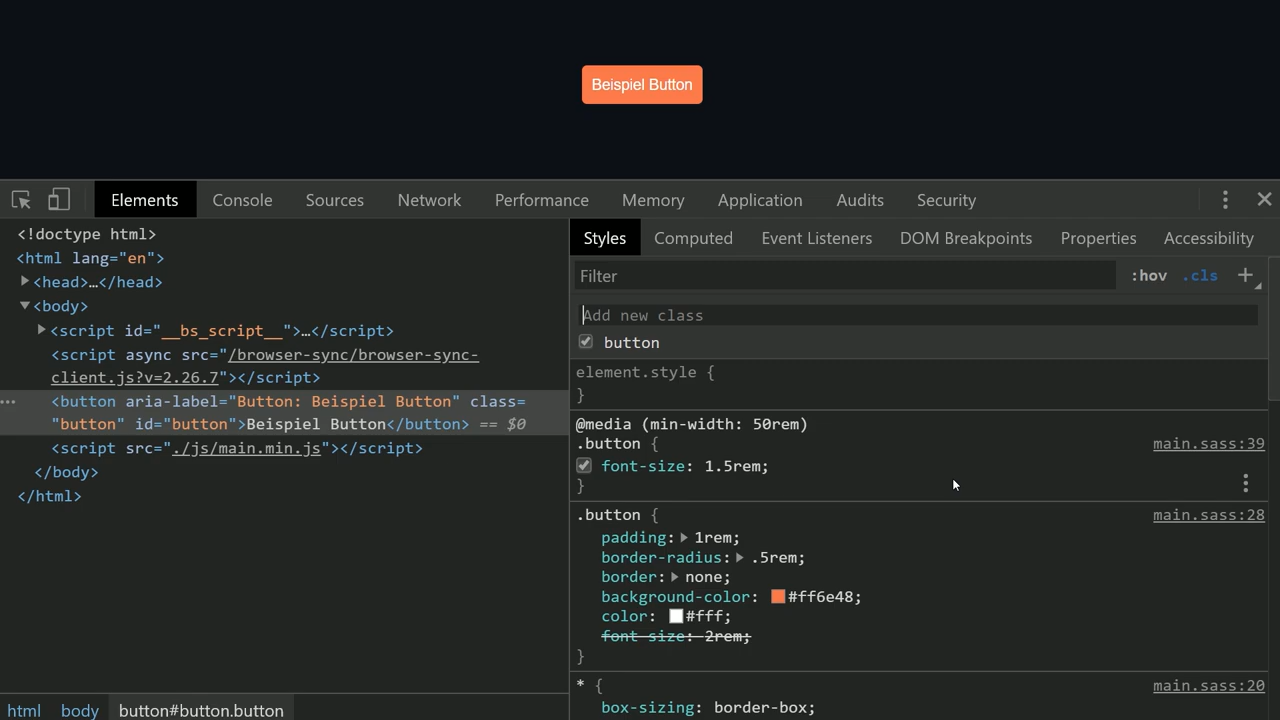 Beispiel Button
Elements Console Sources Network Performance Memory Application Audits Security
<!doctype html>
<html lang="en">
<head>…</head>
<body>
<script id="__bs_script__">…</script>
<script async src="/browser-sync/browser-sync-
client.js?v=2.26.7"></script>
<button aria-label="Button: Beispiel Button" class=
"button" id="button">Beispiel Button</button> == $0
<script src="./js/main.min.js"></script>
</body>
</html>
html body button#button.button
Styles Computed Event Listeners DOM Breakpoints Properties Accessibility
Filter :hov .cls +
Add new class
button
element.style {
}
@media (min-width: 50rem)
.button { main.sass:39
font-size: 1.5rem;
}
.button { main.sass:28
padding: 1rem;
border-radius: .5rem;
border: none;
background-color: #ff6e48;
color: #fff;
font-size: 2rem;
}
* { main.sass:20
box-sizing: border-box;